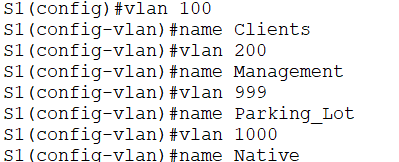 S1(config)#vlan 100
S1(config-vlan)#name Clients
S1(config-vlan)#vlan 200
S1(config-vlan)#name Management
S1(config-vlan)#vlan 999
S1(config-vlan)#name Parking_Lot
S1(config-vlan)#vlan 1000
S1(config-vlan)#name Native